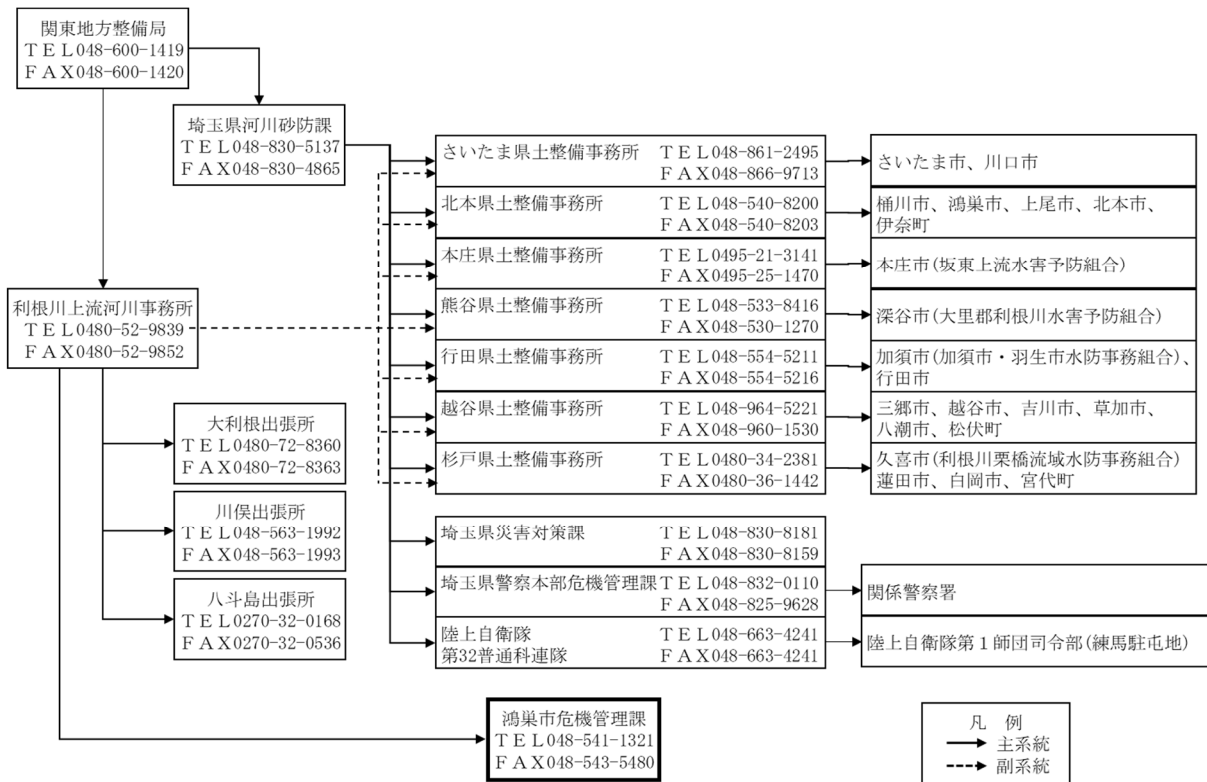 関東地方整備局
ＴＥＬ048-600-1419
ＦＡＸ048-600-1420
埼玉県河川砂防課
ＴＥＬ048-830-5137
ＦＡＸ048-830-4865
さいたま県土整備事務所 ＴＥＬ048-861-2495
ＦＡＸ048-866-9713
さいたま市、川口市
北本県土整備事務所 ＴＥＬ048-540-8200
ＦＡＸ048-540-8203
桶川市、鴻巣市、上尾市、北本市、
伊奈町
本庄県土整備事務所 ＴＥＬ0495-21-3141
ＦＡＸ0495-25-1470
本庄市(坂東上流水害予防組合)
利根川上流河川事務所
ＴＥＬ0480-52-9839
ＦＡＸ0480-52-9852
熊谷県土整備事務所 ＴＥＬ048-533-8416
ＦＡＸ048-530-1270
深谷市(大里郡利根川水害予防組合)
行田県土整備事務所 ＴＥＬ048-554-5211
ＦＡＸ048-554-5216
加須市(加須市・羽生市水防事務組合)、
行田市
越谷県土整備事務所 ＴＥＬ048-964-5221
ＦＡＸ048-960-1530
三郷市、越谷市、吉川市、草加市、
八潮市、松伏町
杉戸県土整備事務所 ＴＥＬ0480-34-2381
ＦＡＸ0480-36-1442
久喜市(利根川栗橋流域水防事務組合)
蓮田市、白岡市、宮代町
大利根出張所
ＴＥＬ0480-72-8360
ＦＡＸ0480-72-8363
川俣出張所
ＴＥＬ048-563-1992
ＦＡＸ048-563-1993
八斗島出張所
ＴＥＬ0270-32-0168
ＦＡＸ0270-32-0536
埼玉県災害対策課 ＴＥＬ048-830-8181
ＦＡＸ048-830-8159
埼玉県警察本部危機管理課 ＴＥＬ048-832-0110
ＦＡＸ048-825-9628
関係警察署
陸上自衛隊 ＴＥＬ048-663-4241
第32普通科連隊 ＦＡＸ048-663-4241
陸上自衛隊第１師団司令部(練馬駐屯地)
鴻巣市危機管理課
ＴＥＬ048-541-1321
ＦＡＸ048-543-5480
凡 例
主系統
副系統